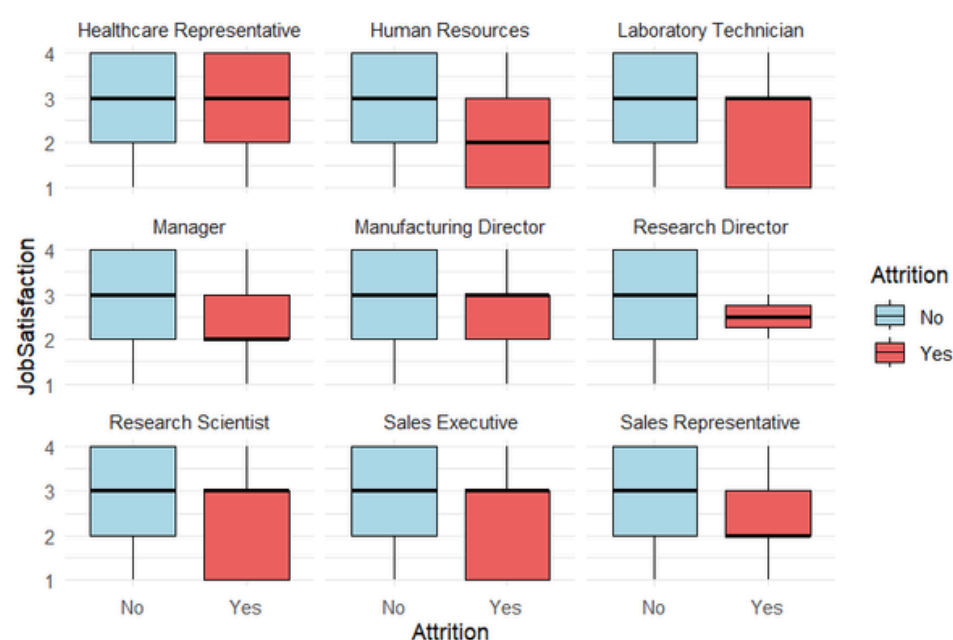 Healthcare Representative
Human Resources
Laboratory Technician
4
3
2
1
Manager
Manufacturing Director
Research Director
4
3
2
1
Research Scientist
Sales Executive
Sales Representative
4
3
2
1
No
Yes
No
Yes
No
Yes
Attrition
JobSatisfaction
Attrition
No
Yes